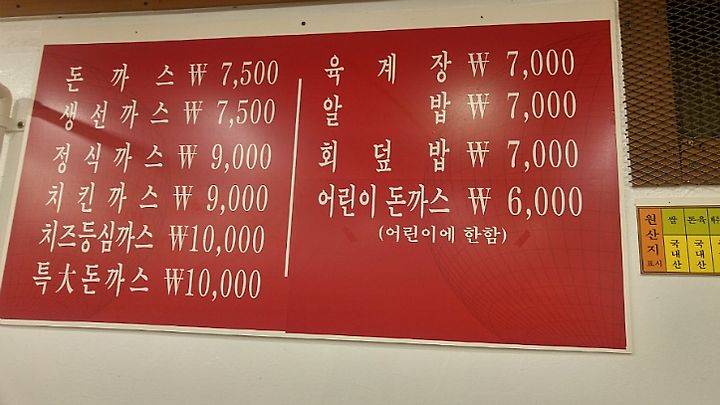 돈까스 ₩ 7,500
생선까스 ₩ 7,500
정식까스 ₩ 9,000
치킨까스 ₩ 9,000
치즈등심까스 ₩10,000
특大돈까스 ₩10,000
육계장 ₩ 7,000
알밥 ₩ 7,000
회덮밥 ₩ 7,000
어린이돈까스 ₩ 6,000
(어린이에 한함)
원산지 표시
쌀 돈육
국내산 국내산